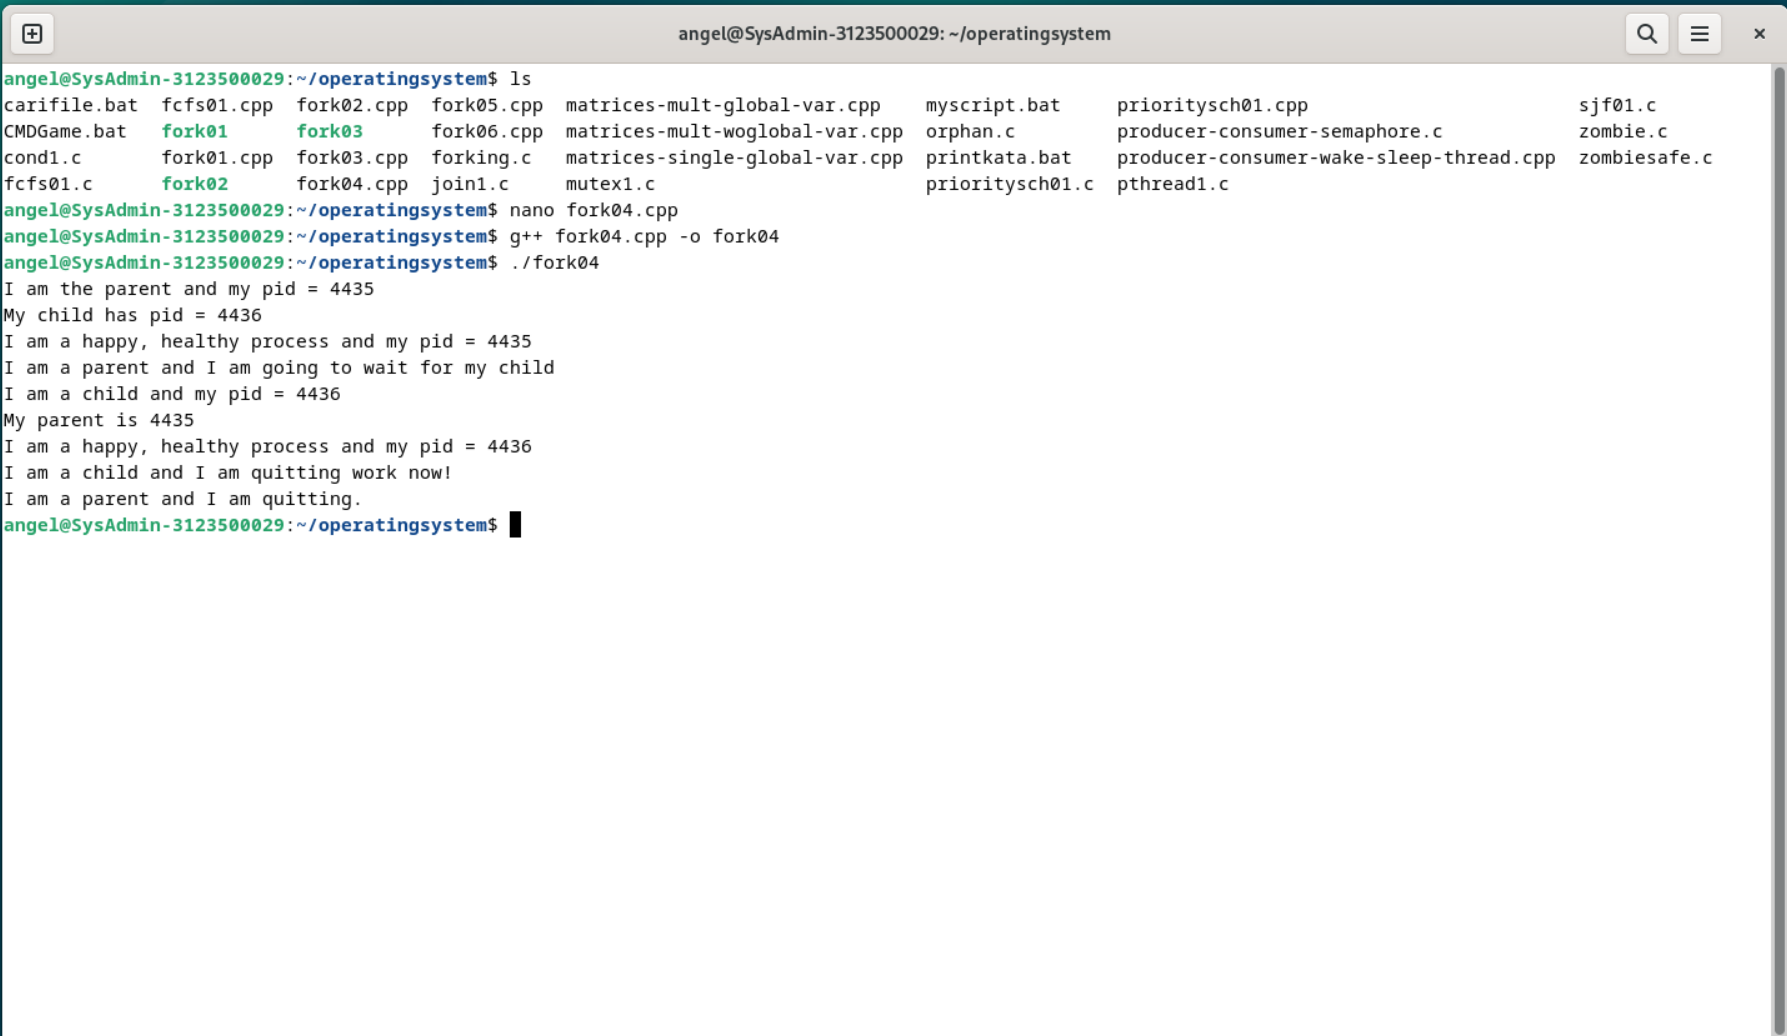 angel@SysAdmin-3123500029: ~/operatingsystem
angel@SysAdmin-3123500029:~/operatingsystem$ ls
carifile.bat  fcfs01.cpp  fork02.cpp  fork05.cpp  matrices-mult-global-var.cpp    myscript.bat     prioritysch01.cpp                     sjf01.c
CMDGame.bat   fork01      fork03      fork06.cpp  matrices-mult-woglobal-var.cpp  orphan.c         producer-consumer-semaphore.c         zombie.c
cond1.c       fork01.cpp  fork03.cpp  forking.c   matrices-single-global-var.cpp  printkata.bat    producer-consumer-wake-sleep-thread.cpp  zombiesafe.c
fcfs01.c      fork02      fork04.cpp  join1.c     mutex1.c                        prioritysch01.c  pthread1.c
angel@SysAdmin-3123500029:~/operatingsystem$ nano fork04.cpp
angel@SysAdmin-3123500029:~/operatingsystem$ g++ fork04.cpp -o fork04
angel@SysAdmin-3123500029:~/operatingsystem$ ./fork04
I am the parent and my pid = 4435
My child has pid = 4436
I am a happy, healthy process and my pid = 4435
I am a parent and I am going to wait for my child
I am a child and my pid = 4436
My parent is 4435
I am a happy, healthy process and my pid = 4436
I am a child and I am quitting work now!
I am a parent and I am quitting.
angel@SysAdmin-3123500029:~/operatingsystem$